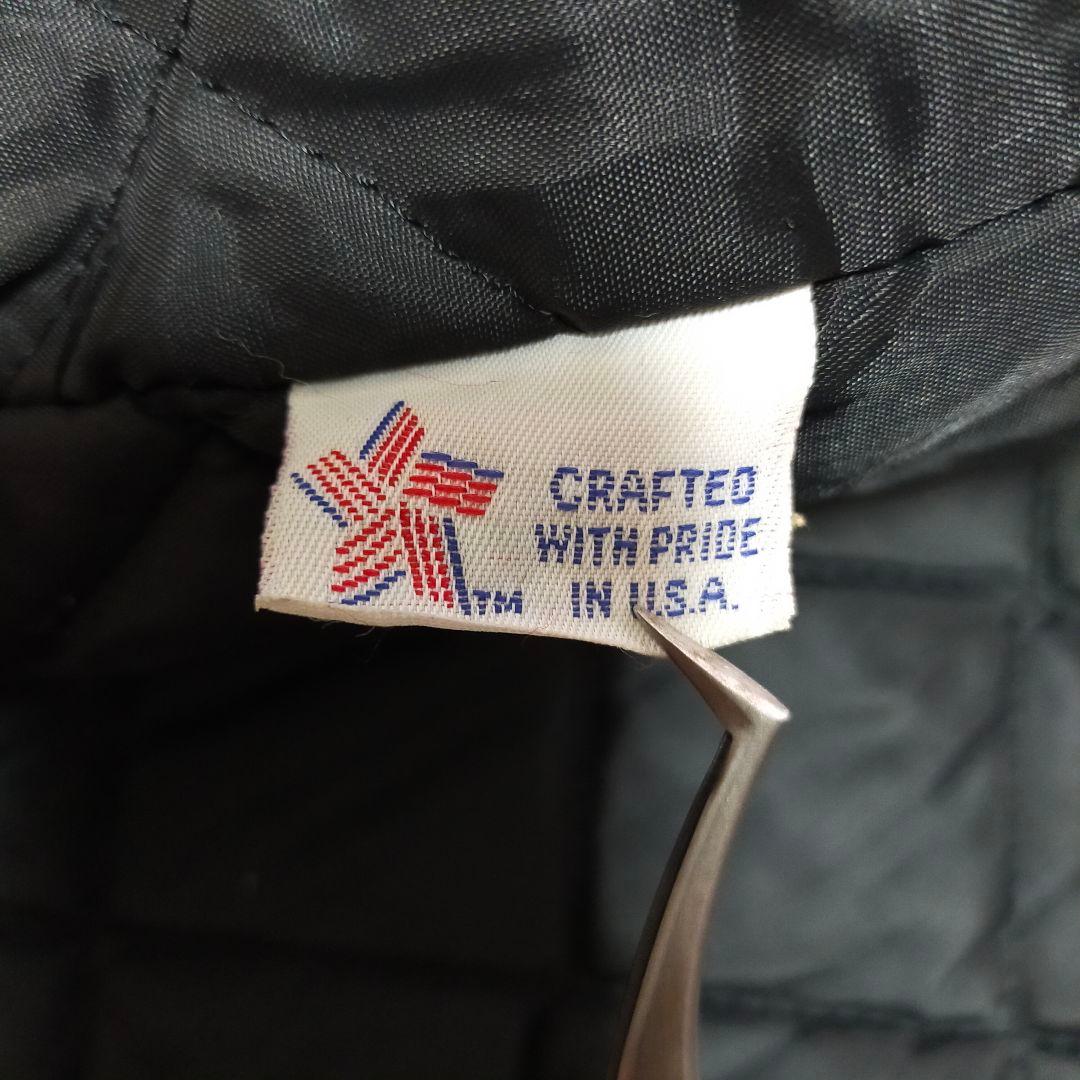 CRAFTED
WITH PRIDE
IN U.S.A.
TM